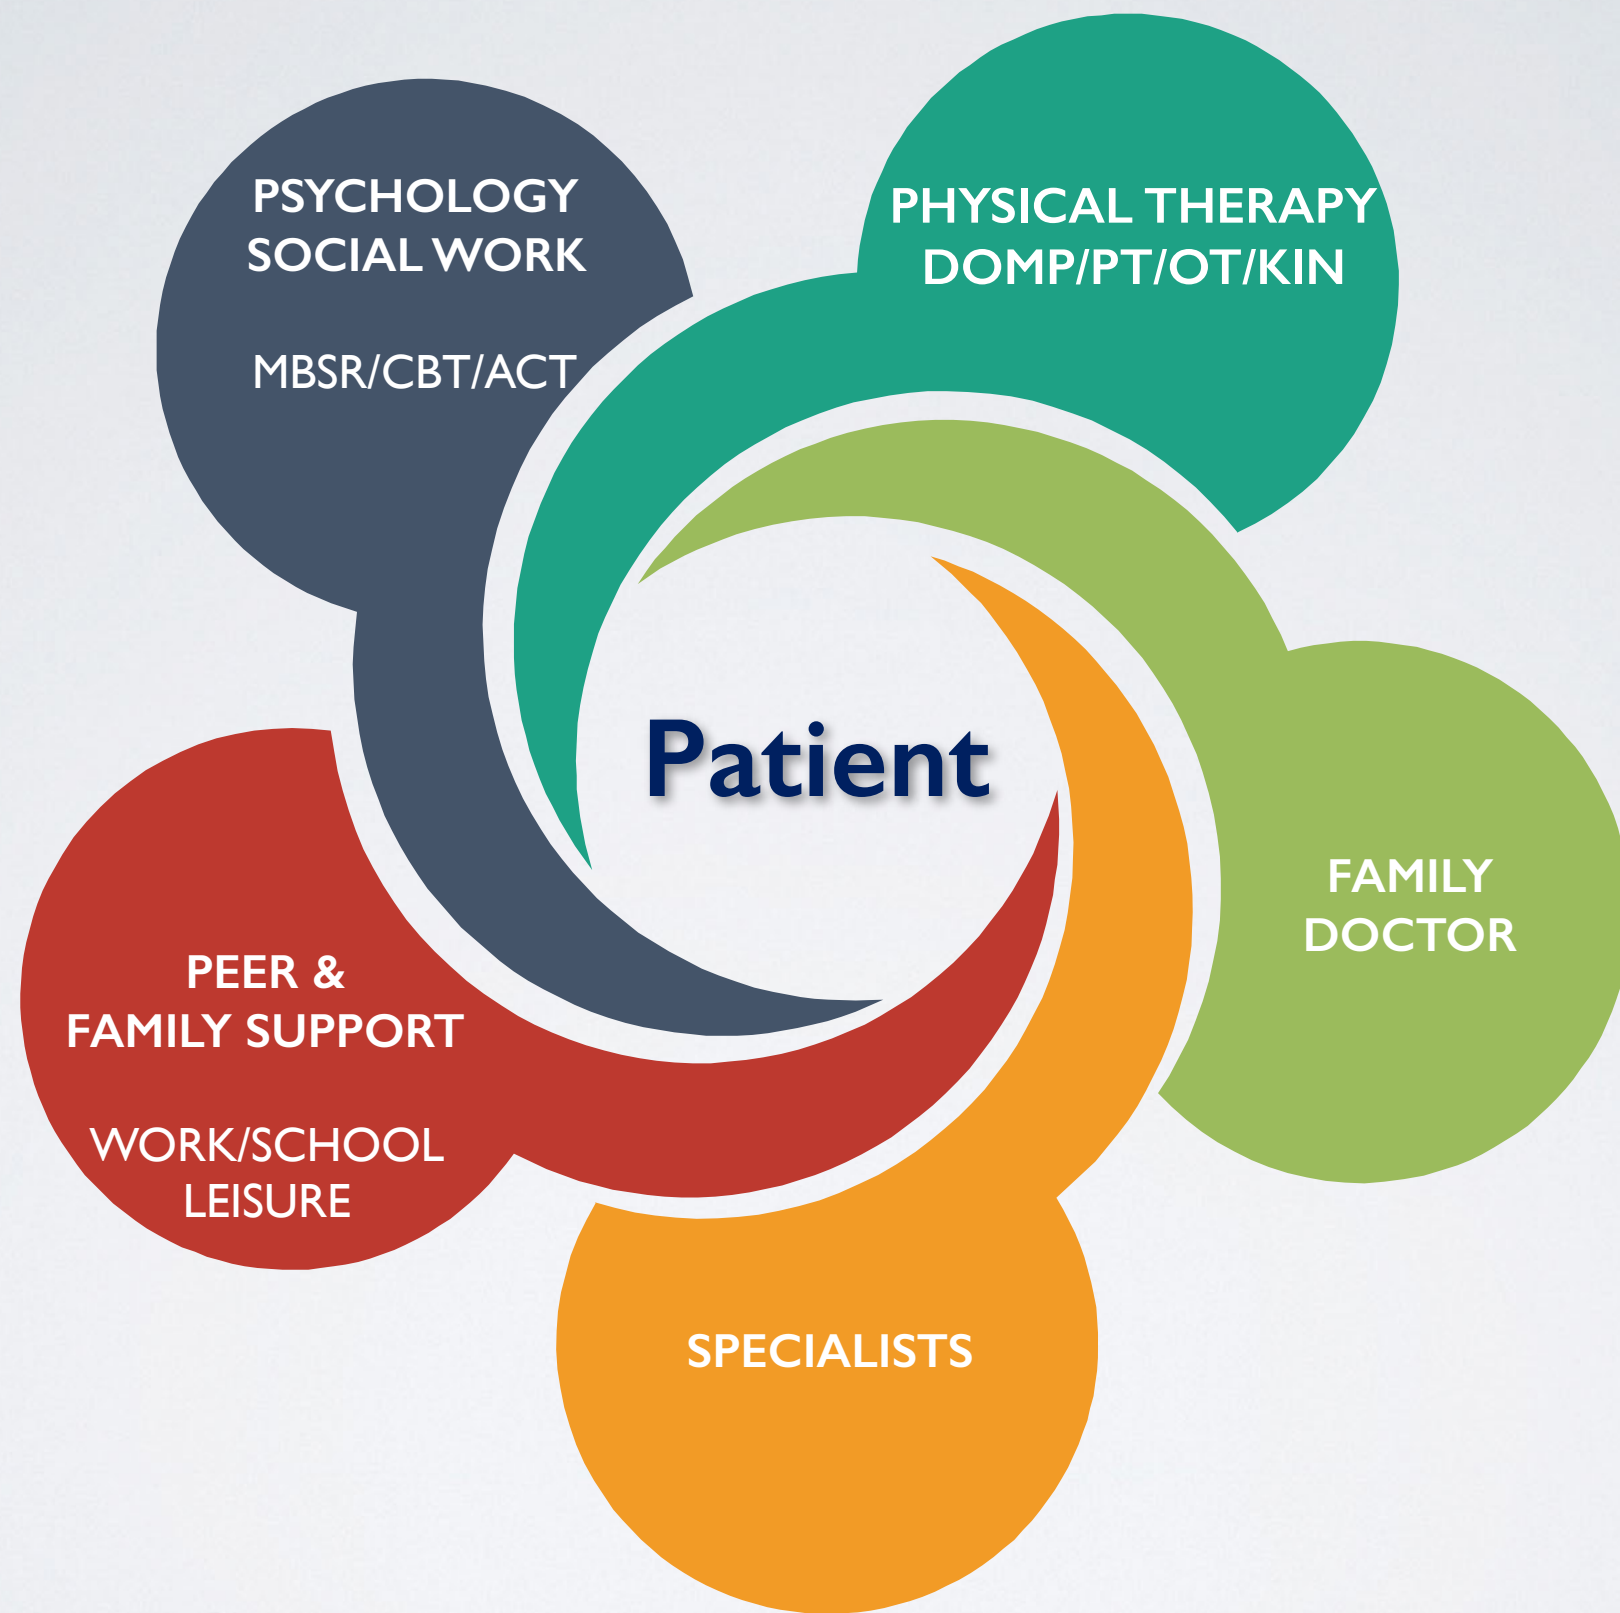 PSYCHOLOGY
SOCIAL WORK
MBSR/CBT/ACT
PHYSICAL THERAPY
DOMP/PT/OT/KIN
Patient
FAMILY
DOCTOR
PEER &
FAMILY SUPPORT
WORK/SCHOOL
LEISURE
SPECIALISTS